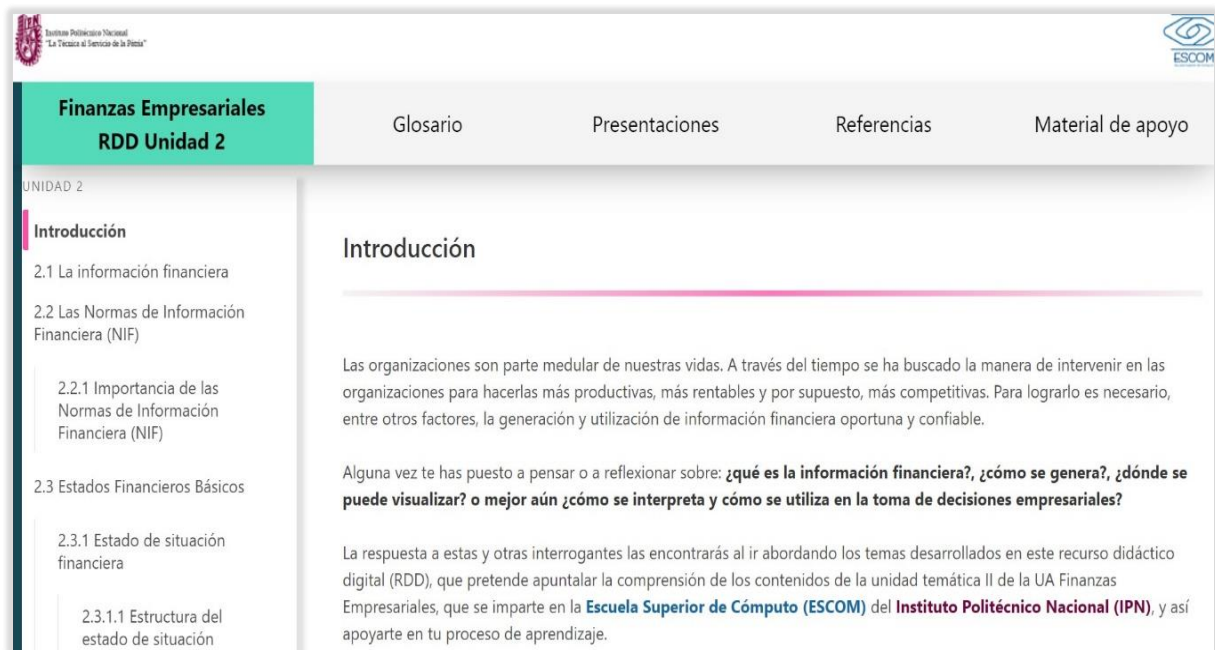 Instituto Politécnico Nacional
"La Técnica al Servicio de la Pátria"
ESCOM
Finanzas Empresariales
RDD Unidad 2
Glosario
Presentaciones
Referencias
Material de apoyo
UNIDAD 2
Introducción
2.1 La información financiera
2.2 Las Normas de Información
Financiera (NIF)
2.2.1 Importancia de las
Normas de Información
Financiera (NIF)
2.3 Estados Financieros Básicos
2.3.1 Estado de situación
financiera
2.3.1.1 Estructura del
estado de situación
Introducción
Las organizaciones son parte medular de nuestras vidas. A través del tiempo se ha buscado la manera de intervenir en las
organizaciones para hacerlas más productivas, más rentables y por supuesto, más competitivas. Para lograrlo es necesario,
entre otros factores, la generación y utilización de información financiera oportuna y confiable.
Alguna vez te has puesto a pensar o a reflexionar sobre: ¿qué es la información financiera?, ¿cómo se genera?, ¿dónde se
puede visualizar? o mejor aún ¿cómo se interpreta y cómo se utiliza en la toma de decisiones empresariales?
La respuesta a estas y otras interrogantes las encontrarás al ir abordando los temas desarrollados en este recurso didáctico
digital (RDD), que pretende apuntalar la comprensión de los contenidos de la unidad temática II de la UA Finanzas
Empresariales, que se imparte en la Escuela Superior de Cómputo (ESCOM) del Instituto Politécnico Nacional (IPN), y así
apoyarte en tu proceso de aprendizaje.